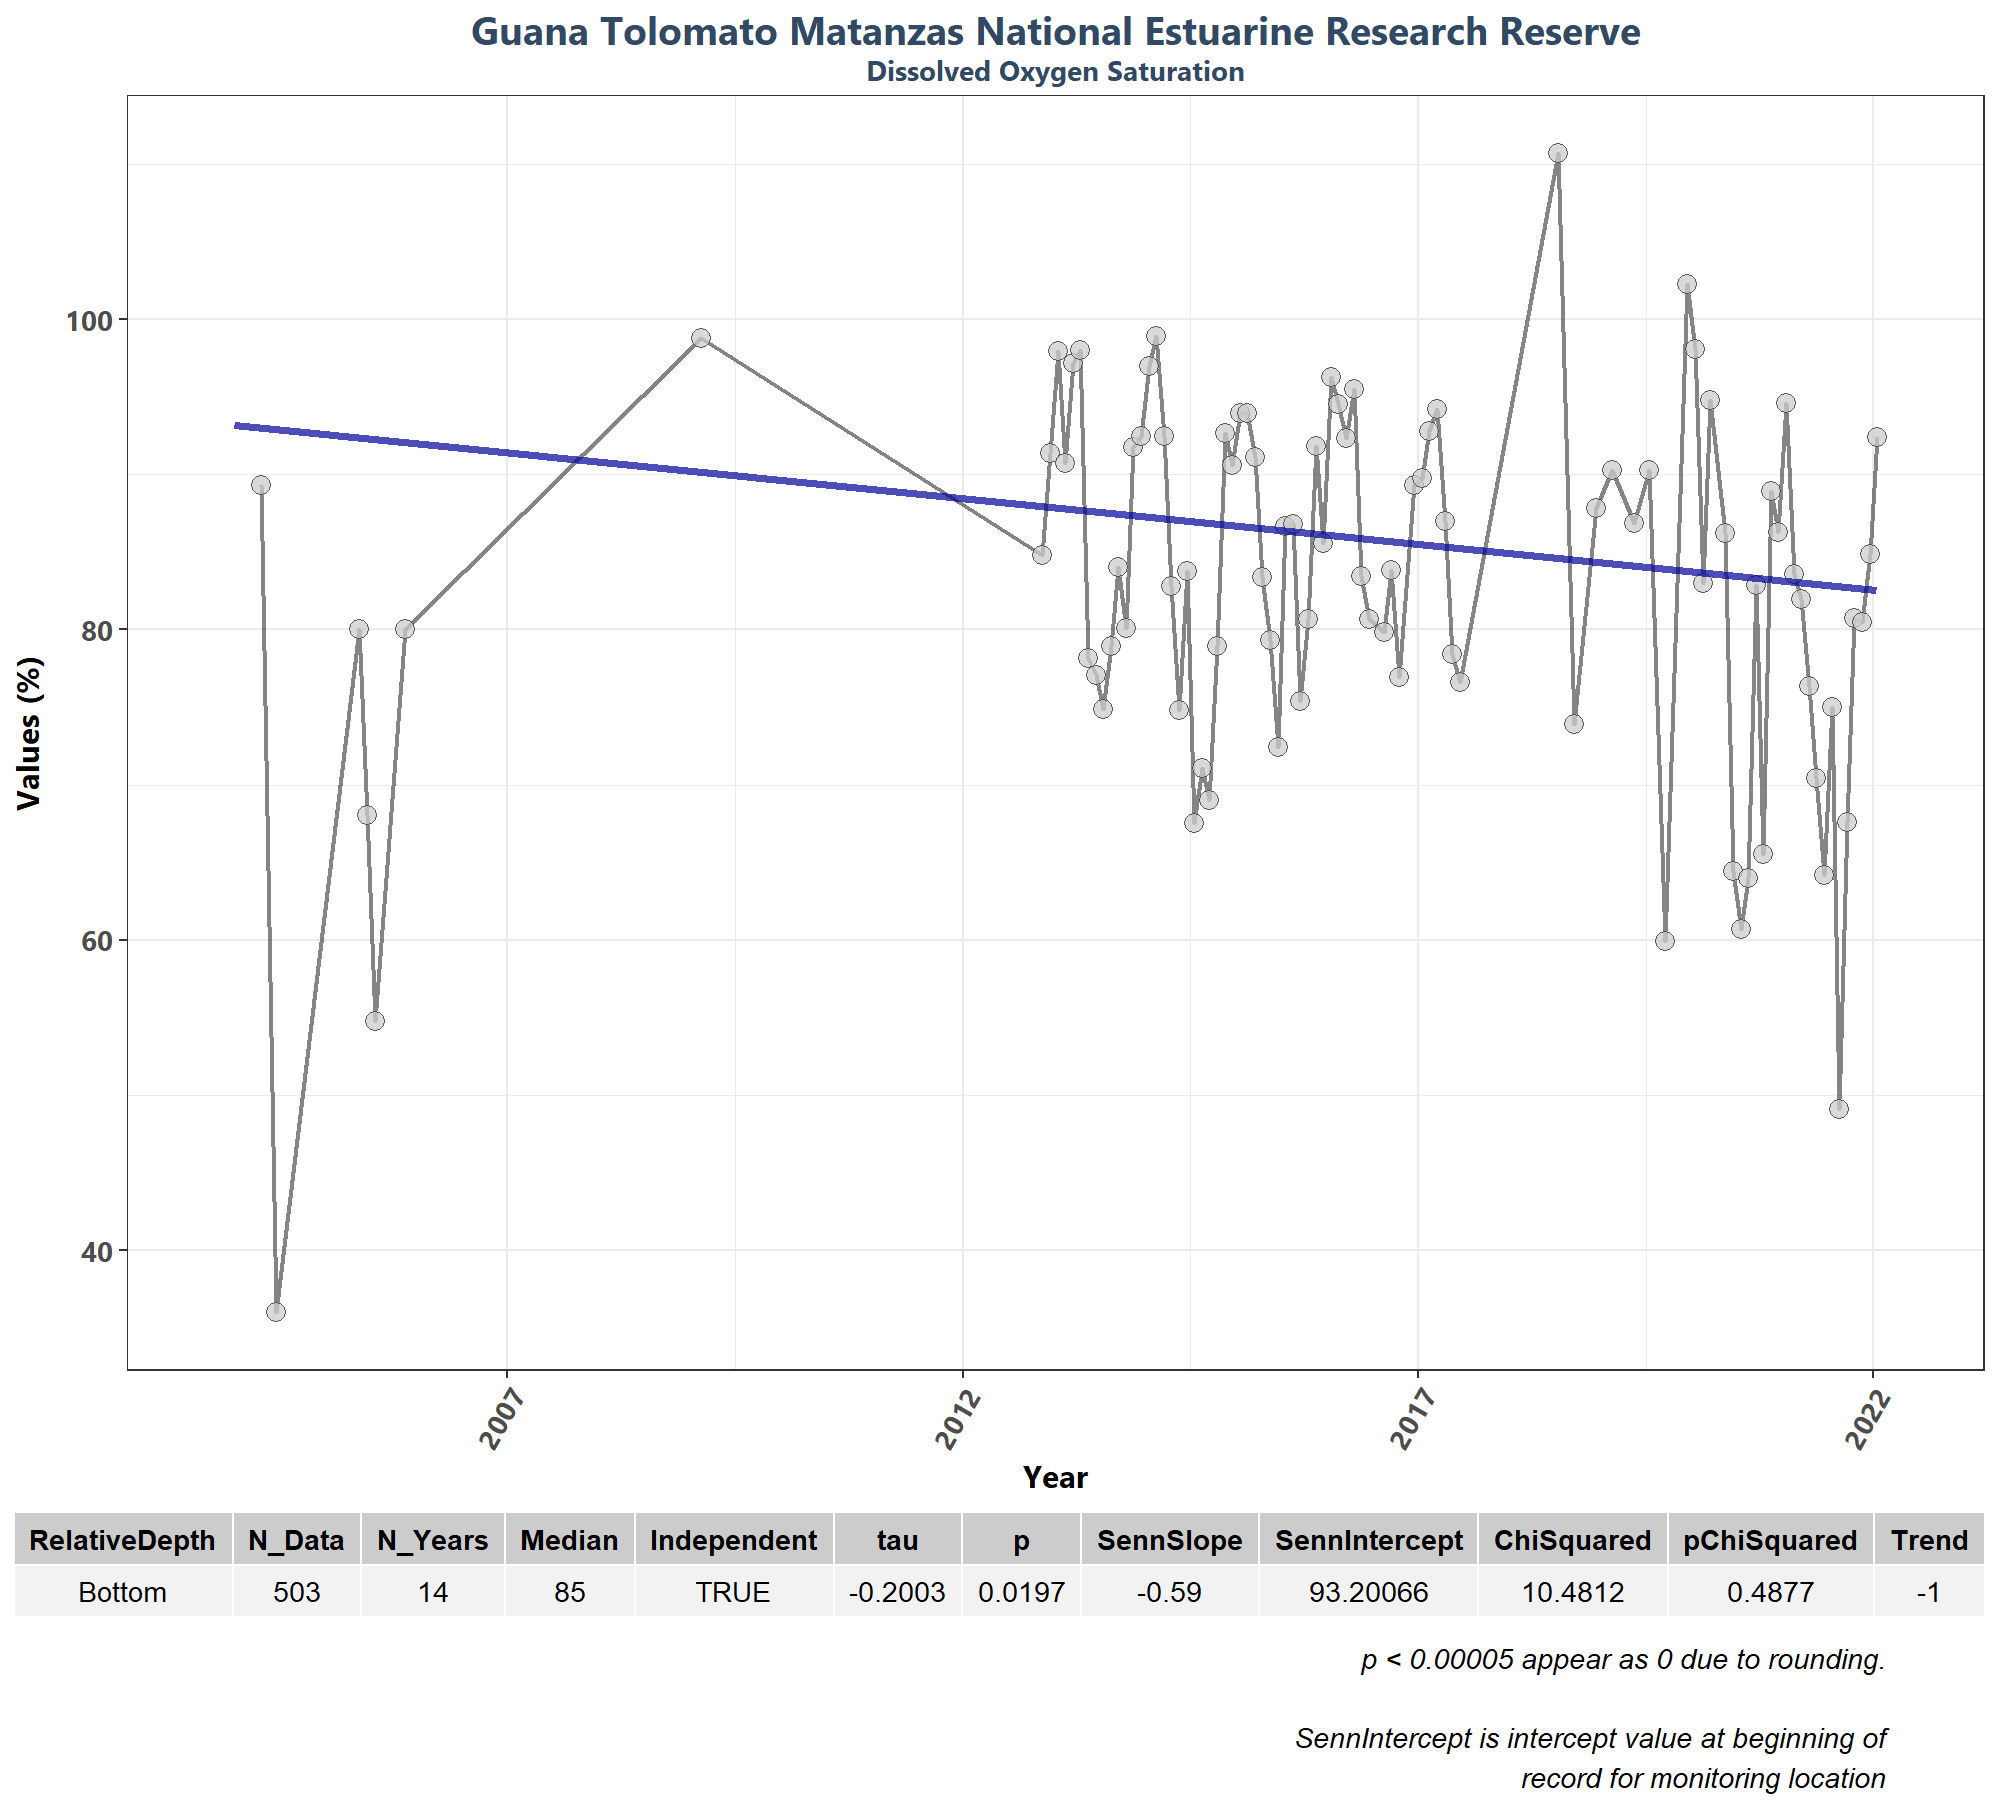 Guana Tolomato Matanzas National Estuarine Research Reserve
Dissolved Oxygen Saturation
100
80
60
40
Values (%)
2007
2012
2017
2022
Year
RelativeDepth N_Data N_Years Median Independent tau p SennSlope SennIntercept ChiSquared pChiSquared Trend
Bottom 503 14 85 TRUE -0.2003 0.0197 -0.59 93.20066 10.4812 0.4877 -1
p < 0.00005 appear as 0 due to rounding.
SennIntercept is intercept value at beginning of
record for monitoring location